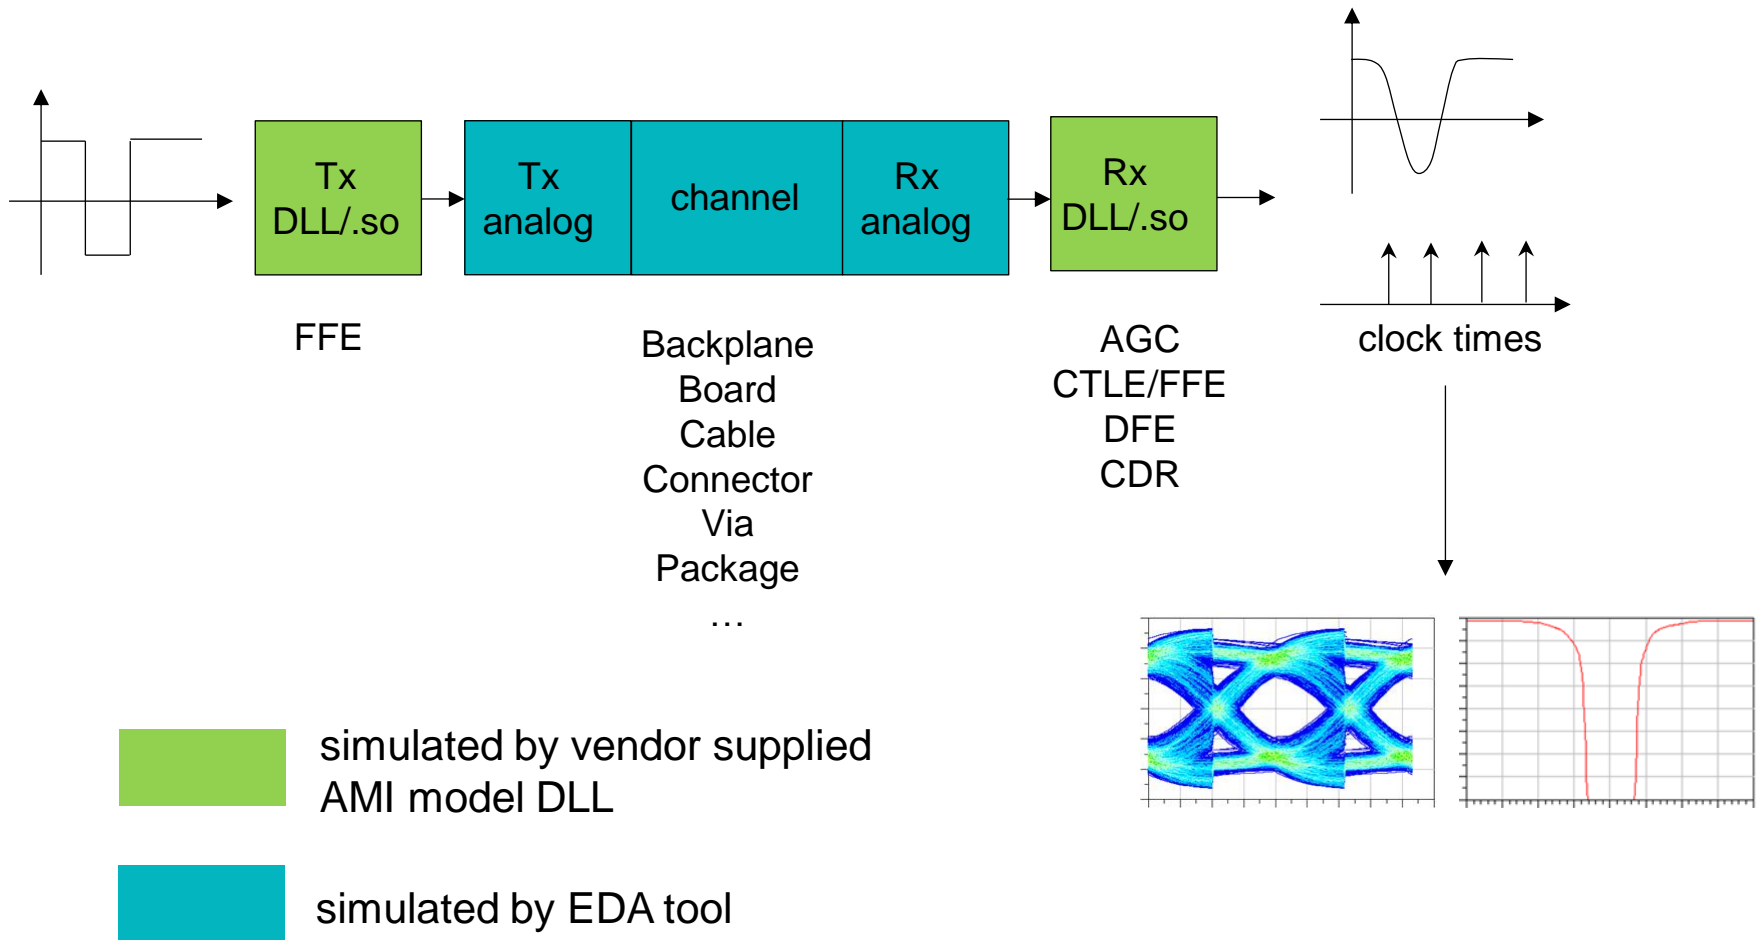 Tx
DLL/.so
Tx
analog
channel
Rx
analog
Rx
DLL/.so
FFE
Backplane
Board
Cable
Connector
Via
Package
…
AGC
CTLE/FFE
DFE
CDR
clock times
simulated by vendor supplied
AMI model DLL
simulated by EDA tool